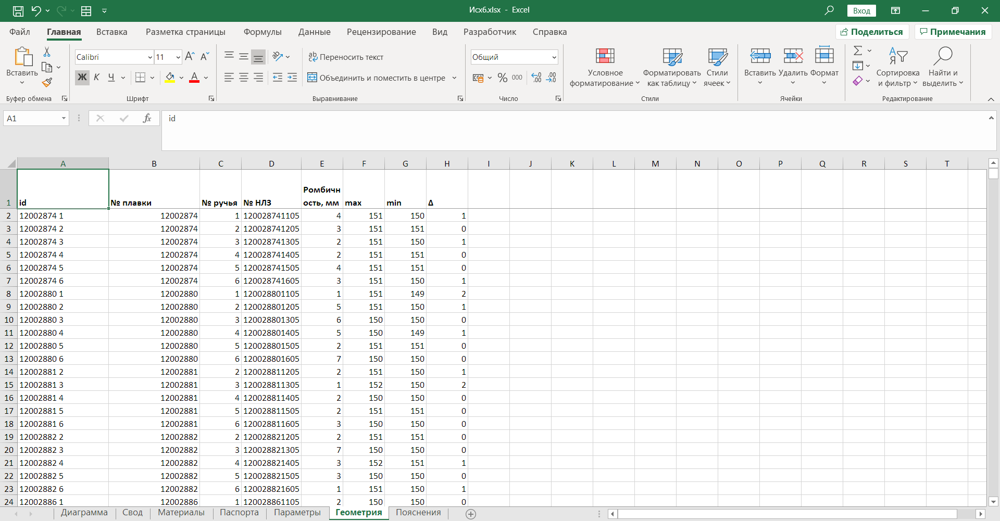 Исх6.xlsx - Excel
Вход
Файл Главная Вставка Разметка страницы Формулы Данные Рецензирование Вид Разработчик Справка
Поделиться Примечания
Вставить
Буфер обмена
Calibri 11
Ж К Ч А
Шрифт
Переносить текст
Объединить и поместить в центре
Выравнивание
Общий
% 000
Число
Условное форматирование
Форматировать как таблицу
Стили ячеек
Стили
Вставить Удалить Формат
Ячейки
Сортировка и фильтр
Найти и выделить
Редактирование
A1 fx id
A B C D E F G H I J K L M N O P Q R S T
1 id № плавки № ручья № НЛЗ Ромбичность, мм max min Δ
2 12002874 1 12002874 1 120028741105 4 151 150 1
3 12002874 2 12002874 2 120028741205 3 151 151 0
4 12002874 3 12002874 3 120028741305 2 151 150 1
5 12002874 4 12002874 4 120028741405 2 151 151 0
6 12002874 5 12002874 5 120028741505 4 151 151 0
7 12002874 6 12002874 6 120028741605 3 151 150 1
8 12002880 1 12002880 1 120028801105 1 151 149 2
9 12002880 2 12002880 2 120028801205 5 151 150 1
10 12002880 3 12002880 3 120028801305 6 150 150 0
11 12002880 4 12002880 4 120028801405 5 150 149 1
12 12002880 5 12002880 5 120028801505 2 151 151 0
13 12002880 6 12002880 6 120028801605 7 150 150 0
14 12002881 2 12002881 2 120028811205 2 151 150 1
15 12002881 3 12002881 3 120028811305 1 152 150 2
16 12002881 4 12002881 4 120028811405 2 150 150 0
17 12002881 5 12002881 5 120028811505 2 151 151 0
18 12002881 6 12002881 6 120028811605 3 150 150 0
19 12002882 2 12002882 2 120028821205 2 151 151 0
20 12002882 3 12002882 3 120028821305 7 150 150 0
21 12002882 4 12002882 4 120028821405 3 152 151 1
22 12002882 5 12002882 5 120028821505 3 150 150 0
23 12002882 6 12002882 6 120028821605 1 151 150 1
24 12002886 1 12002886 1 120028861105 2 150 150 0
Диаграмма Свод Материалы Паспорта Параметры Геометрия Пояснения